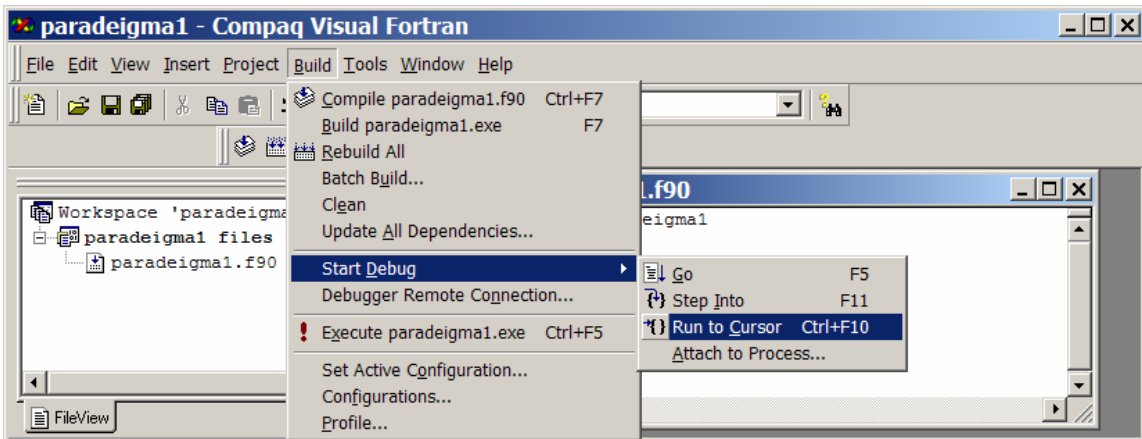 paradeigma1 - Compaq Visual Fortran
File Edit View Insert Project Build Tools Window Help
Compile paradeigma1.f90 Ctrl+F7
Build paradeigma1.exe F7
Rebuild All
Batch Build...
Clean
Update All Dependencies...
Start Debug
Debugger Remote Connection...
Execute paradeigma1.exe Ctrl+F5
Set Active Configuration...
Configurations...
Profile...
Go F5
Step Into F11
Run to Cursor Ctrl+F10
Attach to Process...
Workspace 'paradeigma
paradeigma1 files
paradeigma1.f90
FileView
.f90
eigma1